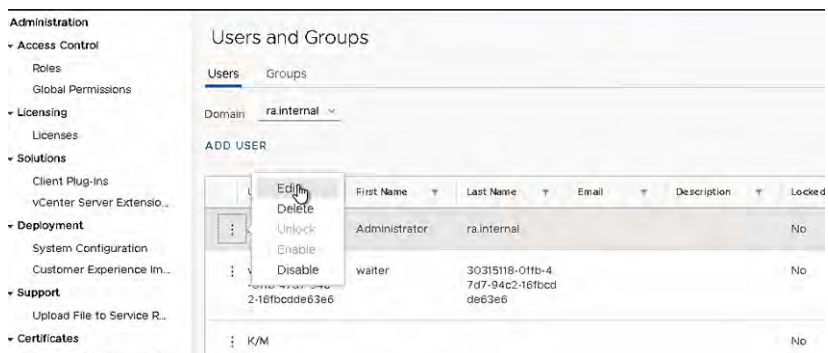 Administration
Access Control
Roles
Global Permissions
Licensing
Licenses
Solutions
Client Plug-Ins
vCenter Server Extensio...
Deployment
System Configuration
Customer Experience Im...
Support
Upload File to Service R...
Certificates
Users and Groups
Users Groups
Domain ra.internal
ADD USER
First Name Last Name Email Description Locked
Edit
Delete
Unlock
Enable
Disable
Administrator ra.internal No
waiter 30315118-0ffb-4
7d7-94c2-16fbcd
de63e6
No
2-16fbcdde63e6
K/M No